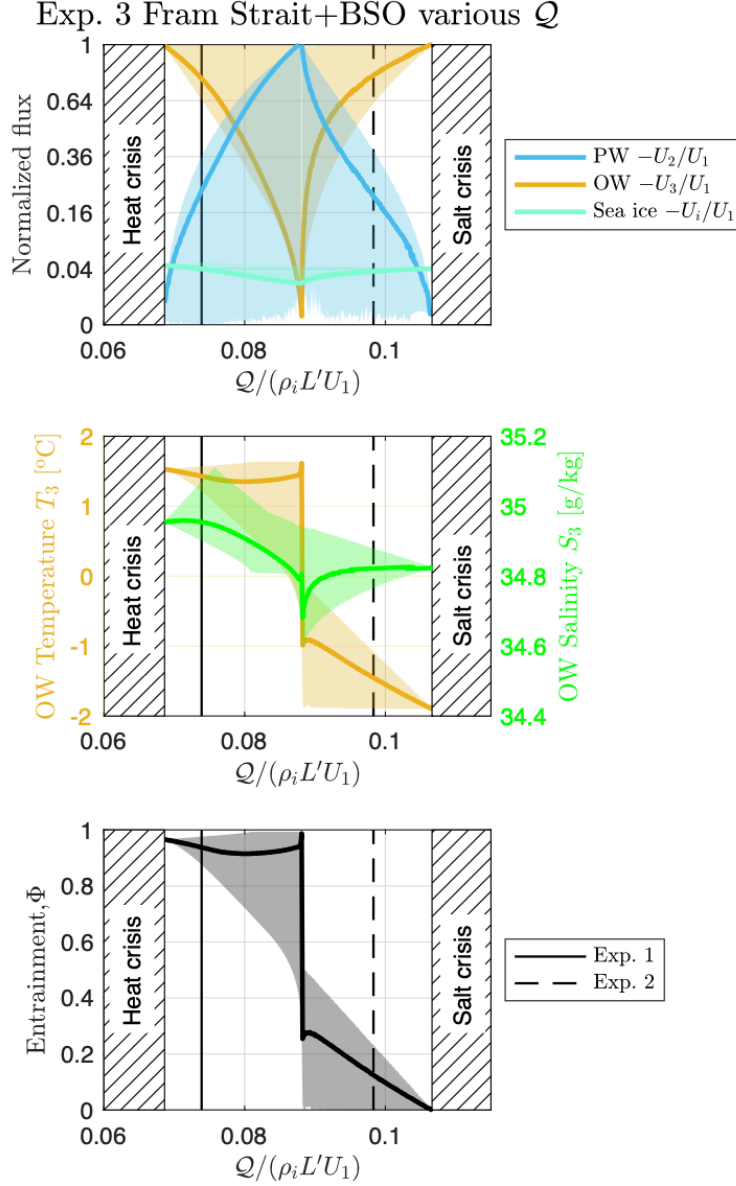 Exp. 3 Fram Strait+BSO various 𝒬
Normalized flux
1
0.64
0.36
0.16
0.04
0
Heat crisis
Salt crisis
0.06
0.08
0.1
𝒬/(ρᵢL′U₁)
PW −U₂/U₁
OW −U₃/U₁
Sea ice −Uᵢ/U₁
OW Temperature T₃ [°C]
2
1
0
-1
-2
Heat crisis
Salt crisis
35.2
35
34.8
34.6
34.4
OW Salinity S₃ [g/kg]
0.06
0.08
0.1
𝒬/(ρᵢL′U₁)
Entrainment,Φ
1
0.8
0.6
0.4
0.2
0
Heat crisis
Salt crisis
0.06
0.08
0.1
𝒬/(ρᵢL′U₁)
Exp. 1
Exp. 2